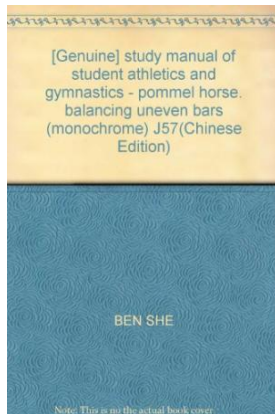 [Genuine] study manual of
student athletics and
gymnastics - pommel horse.
balancing uneven bars
(monochrome) J57(Chinese
Edition)
BEN SHE
Note: This is no the actual book cover